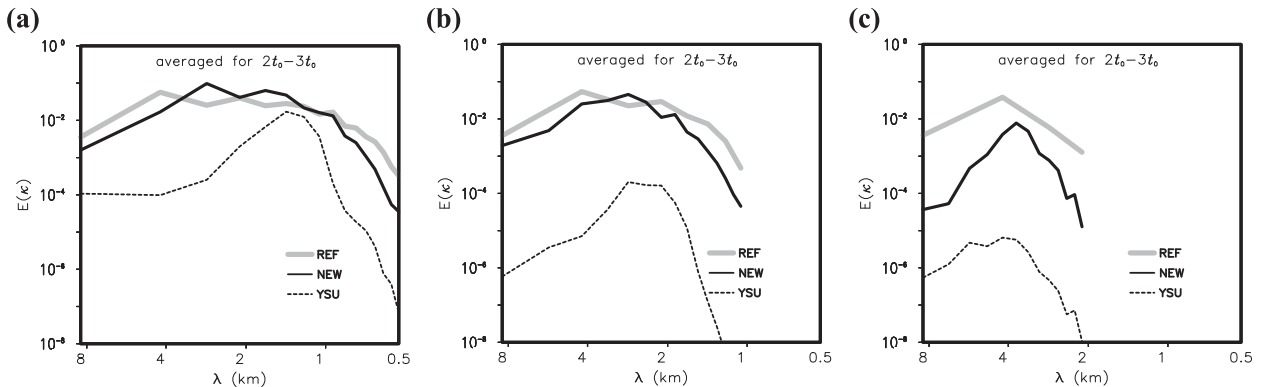 (a)
10⁰
averaged for 2t₀−3t₀
10⁻²
E(κ)
10⁻⁴
REF
10⁻⁶
NEW
YSU
10⁻⁸
8 4 2 1 0.5
λ (km)
(b)
10⁰
averaged for 2t₀−3t₀
10⁻²
E(κ)
10⁻⁴
REF
10⁻⁶
NEW
YSU
10⁻⁸
8 4 2 1 0.5
λ (km)
(c)
10⁰
averaged for 2t₀−3t₀
10⁻²
E(κ)
10⁻⁴
REF
10⁻⁶
NEW
YSU
10⁻⁸
8 4 2 1 0.5
λ (km)